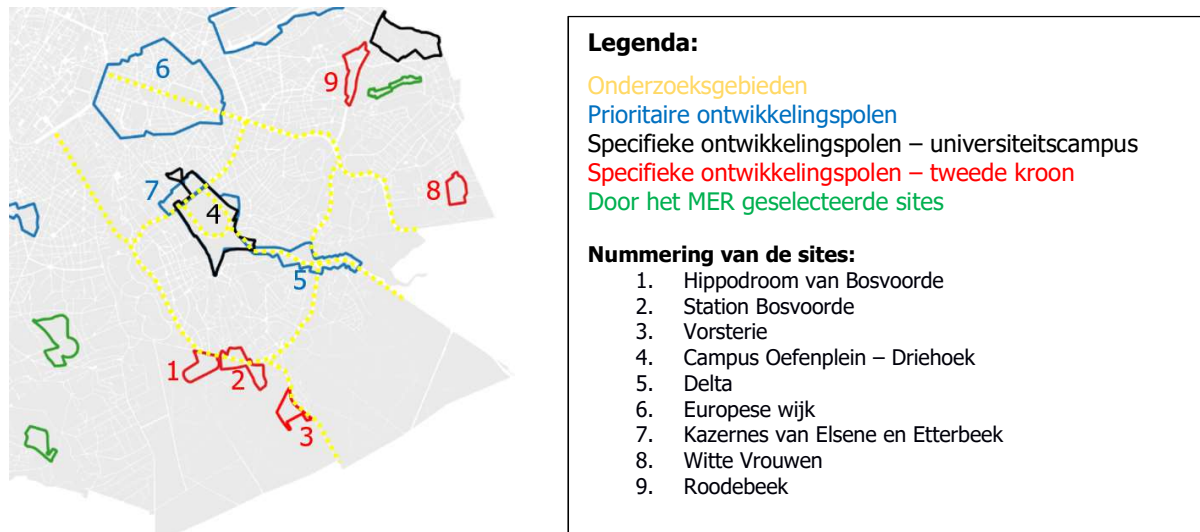 6
9
7
4
8
5
1
2
3
Legenda:
Onderzoeksgebieden
Prioritaire ontwikkelingspolen
Specifieke ontwikkelingspolen – universiteitscampus
Specifieke ontwikkelingspolen – tweede kroon
Door het MER geselecteerde sites
Nummering van de sites:
1. Hippodroom van Bosvoorde
2. Station Bosvoorde
3. Vorsterie
4. Campus Oefenplein – Driehoek
5. Delta
6. Europese wijk
7. Kazernes van Elsene en Etterbeek
8. Witte Vrouwen
9. Roodebeek